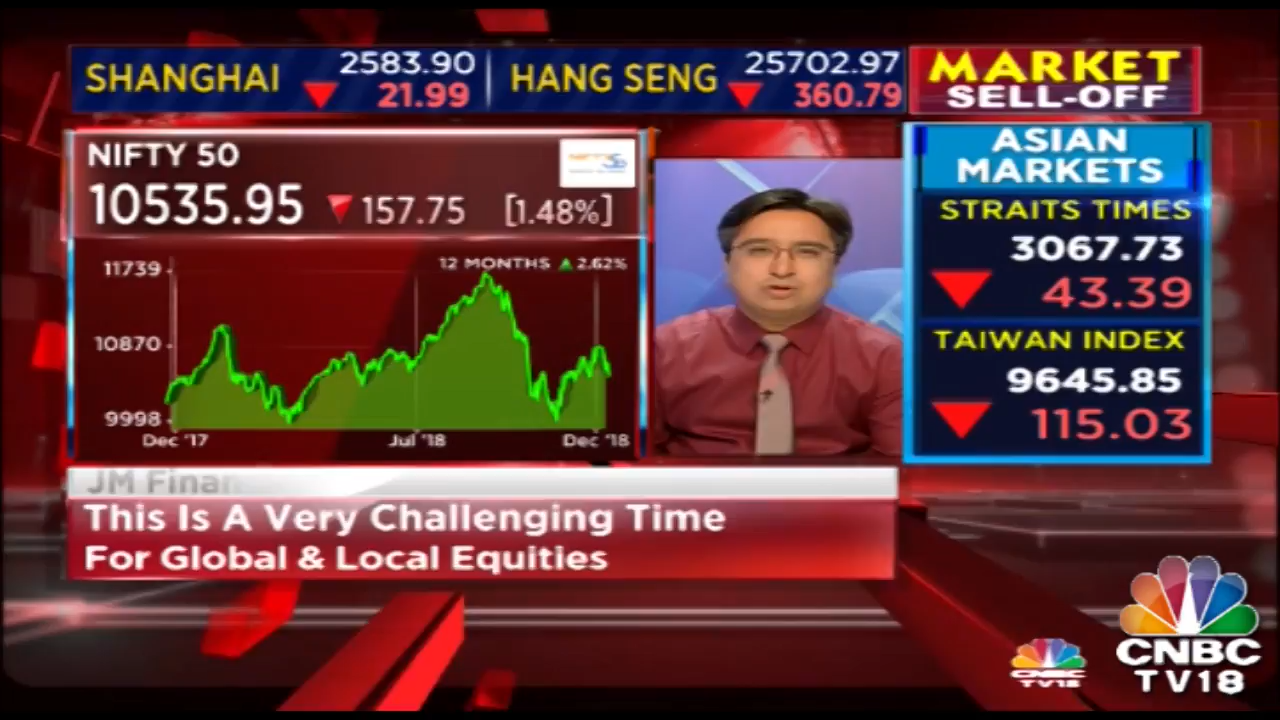 SHANGHAI
2583.90
21.99
HANG SENG
25702.97
360.79
MARKET
SELL-OFF
NIFTY 50
10535.95
157.75
[1.48%]
12 MONTHS 2.62%
11739
10870
9998
Dec '17
Jul '18
Dec '18
ASIAN
MARKETS
STRAITS TIMES
3067.73
43.39
TAIWAN INDEX
9645.85
115.03
JM Finan
This Is A Very Challenging Time
For Global & Local Equities
CNBC
TV18
CNBC
TV18